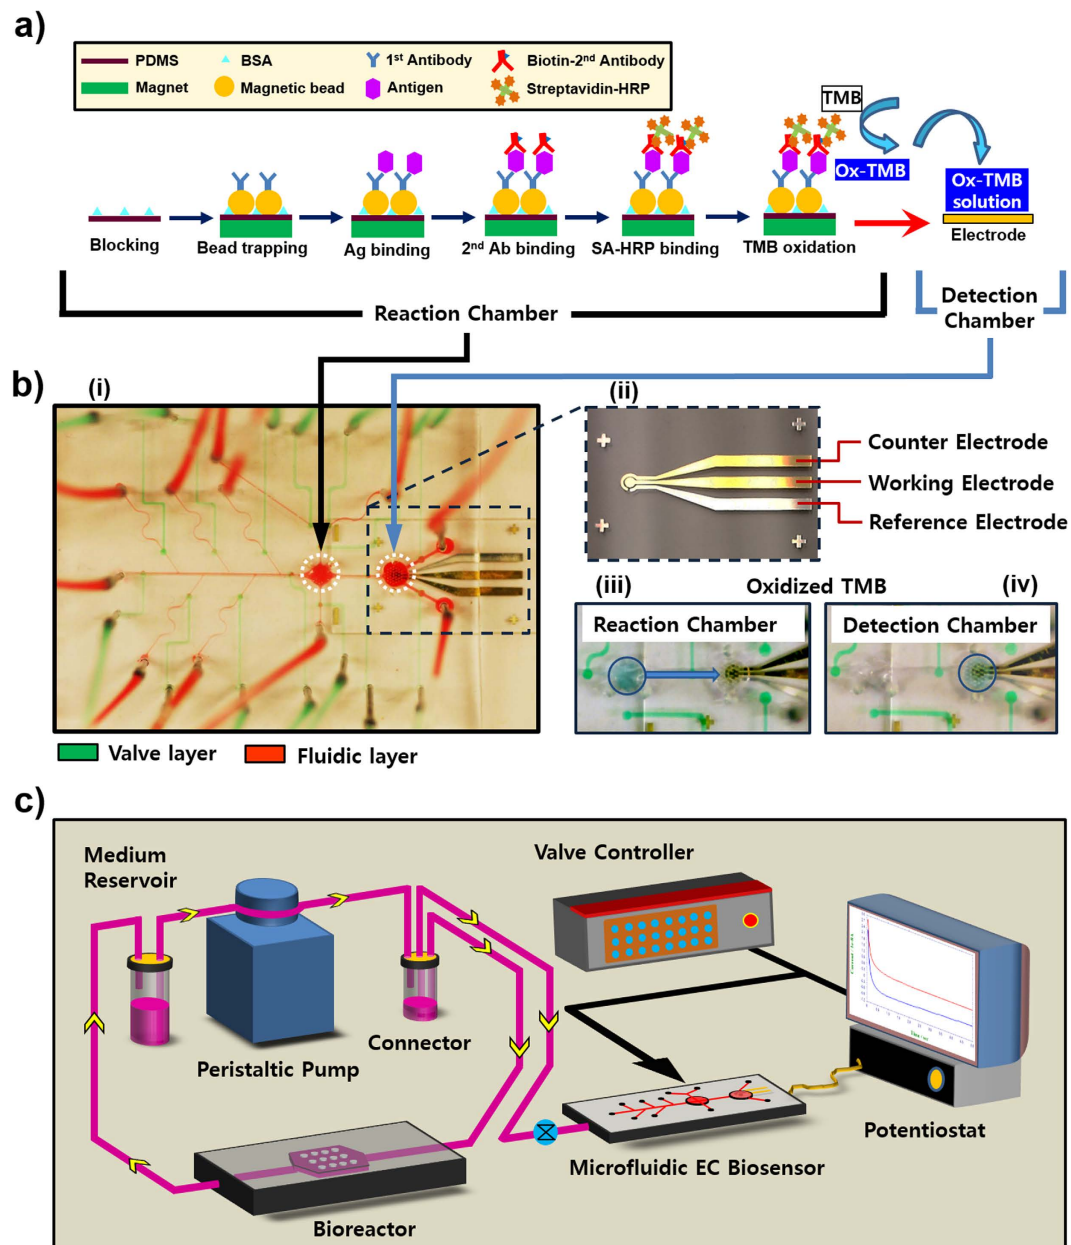 a)
PDMS
BSA
1st Antibody
Biotin-2nd Antibody
Magnet
Magnetic bead
Antigen
Streptavidin-HRP
TMB
Ox-TMB
Ox-TMB
solution
Electrode
Blocking
Bead trapping
Ag binding
2nd Ab binding
SA-HRP binding
TMB oxidation
Reaction Chamber
Detection
Chamber
b)
(i)
(ii)
Counter Electrode
Working Electrode
Reference Electrode
(iii)
Oxidized TMB
(iv)
Reaction Chamber
Detection Chamber
Valve layer
Fluidic layer
c)
Medium
Reservoir
Valve Controller
Connector
Peristaltic Pump
Potentiostat
Microfluidic EC Biosensor
Bioreactor